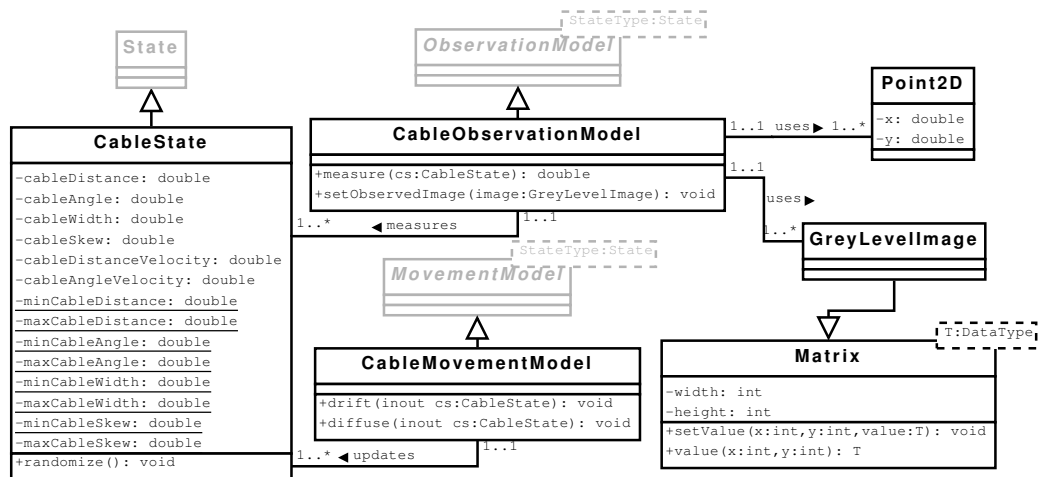 State
CableState
-cableDistance: double
-cableAngle: double
-cableWidth: double
-cableSkew: double
-cableDistanceVelocity: double
-cableAngleVelocity: double
-minCableDistance: double
-maxCableDistance: double
-minCableAngle: double
-maxCableAngle: double
-minCableWidth: double
-maxCableWidth: double
-minCableSkew: double
-maxCableSkew: double
+randomize(): void
StateType:State
ObservationModel
CableObservationModel
+measure(cs:CableState): double
+setObservedImage(image:GreyLevelImage): void
1..* ◀ measures 1..1
1..1 uses ▶ 1..*
Point2D
-x: double
-y: double
1..1
uses ▶
1..*
GreyLevelImage
StateType:State
MovementModel
CableMovementModel
+drift(inout cs:CableState): void
+diffuse(inout cs:CableState): void
1..* ◀ updates 1..1
T:DataType
Matrix
-width: int
-height: int
+setValue(x:int,y:int,value:T): void
+value(x:int,y:int): T